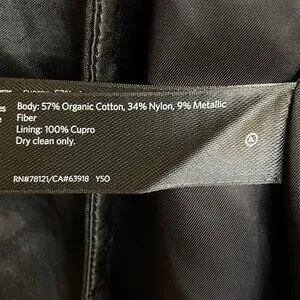 Body: 57% Organic Cotton, 34% Nylon, 9% Metallic
Fiber
Lining: 100% Cupro
Dry clean only.
RN#78121/CA#63918 YSO